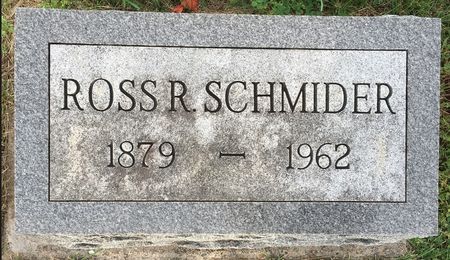 ROSS R. SCHMIDER
1879 – 1962